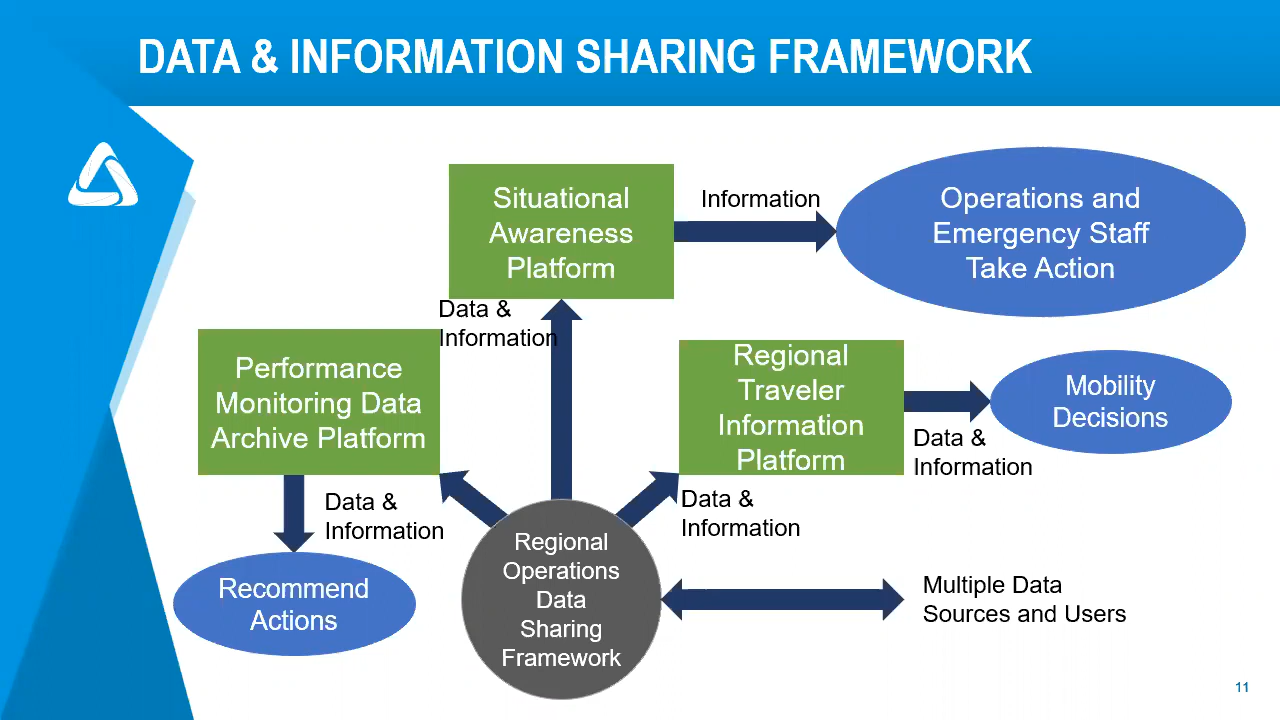 DATA & INFORMATION SHARING FRAMEWORK
Situational
Awareness
Platform
Information
Operations and
Emergency Staff
Take Action
Data &
Information
Performance
Monitoring Data
Archive Platform
Regional
Traveler
Information
Platform
Mobility
Decisions
Data &
Information
Data &
Information
Data &
Information
Recommend
Actions
Regional
Operations
Data
Sharing
Framework
Multiple Data
Sources and Users
11